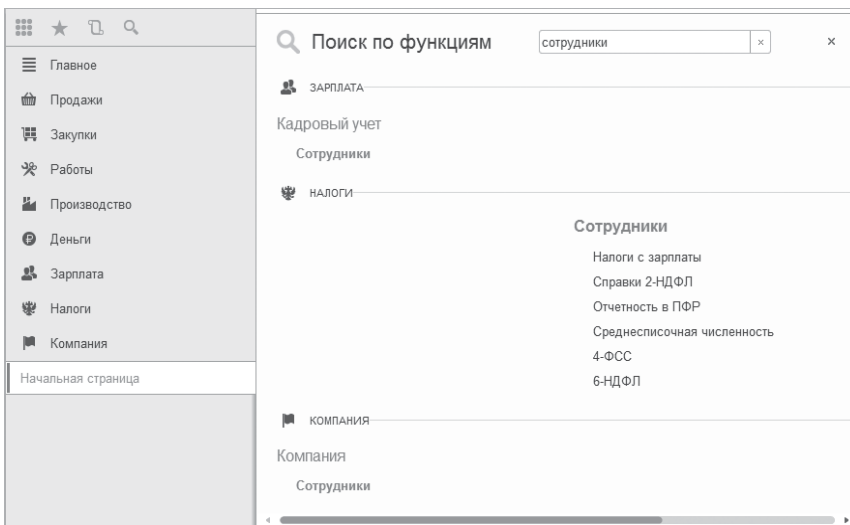 Главное
Продажи
Закупки
Работы
Производство
Деньги
Зарплата
Налоги
Компания
Начальная страница
Поиск по функциям
сотрудники
ЗАРПЛАТА
Кадровый учет
Сотрудники
НАЛОГИ
Сотрудники
Налоги с зарплаты
Справки 2-НДФЛ
Отчетность в ПФР
Среднесписочная численность
4-ФСС
6-НДФЛ
КОМПАНИЯ
Компания
Сотрудники